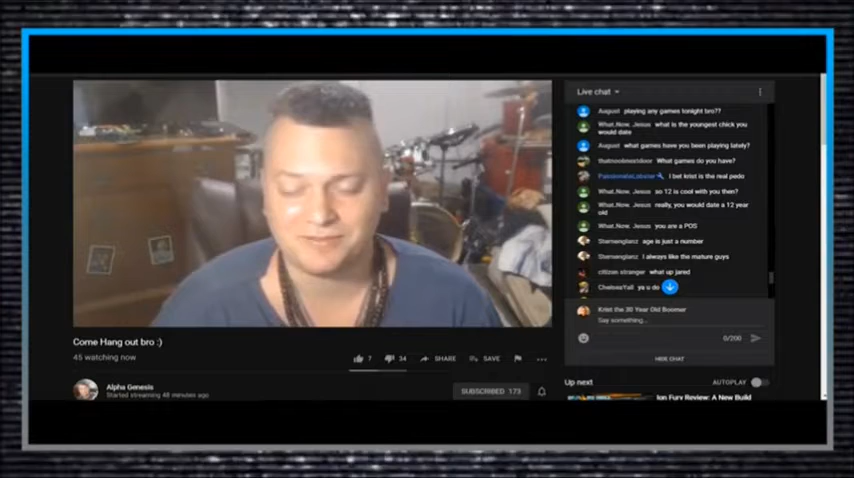 Live chat
August playing any games tonight bro??
What. Now. Jesus what is the youngest chick you
would date
August what games have you been playing lately?
What games do you have?
I bet krist is the real pedo
What. Now. Jesus so 12 is cool with you then?
What. Now. Jesus really, you would date a 12 year
old
What. Now. Jesus you are a POS
Sternenglanz age is just a number
Sternenglanz I always like the mature guys
citizen stranger what up jared
ChelseaYall ya u do
Krist the 30 Year Old Boomer
Say something...
0/200
HIDE CHAT
Come Hang out bro :)
45 watching now
7
34
SHARE
SAVE
Alpha Genesis
Started streaming 48 minutes ago
SUBSCRIBED 173
Up next
AUTOPLAY
Ion Fury Review: A New Build